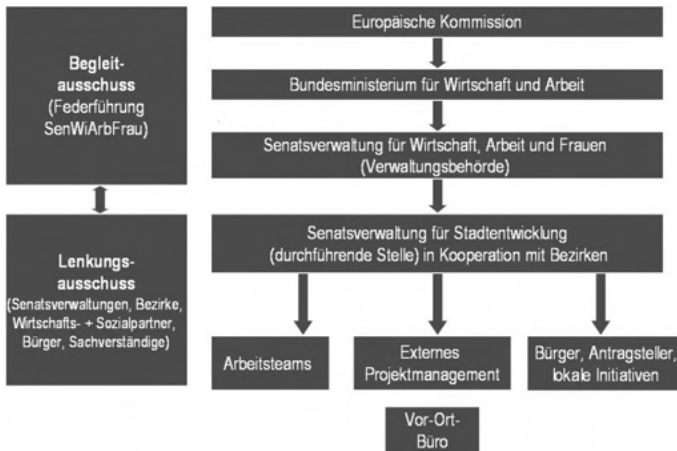 Begleit-
ausschuss
(Federführung
SenWiArbFrau)
Lenkungs-
ausschuss
(Senatsverwaltungen, Bezirke,
Wirtschafts- + Sozialpartner,
Bürger, Sachverständige)
Europäische Kommission
Bundesministerium für Wirtschaft und Arbeit
Senatsverwaltung für Wirtschaft, Arbeit und Frauen
(Verwaltungsbehörde)
Senatsverwaltung für Stadtentwicklung
(durchführende Stelle) in Kooperation mit Bezirken
Arbeitsteams
Externes
Projektmanagement
Bürger, Antragsteller,
lokale Initiativen
Vor-Ort-
Büro